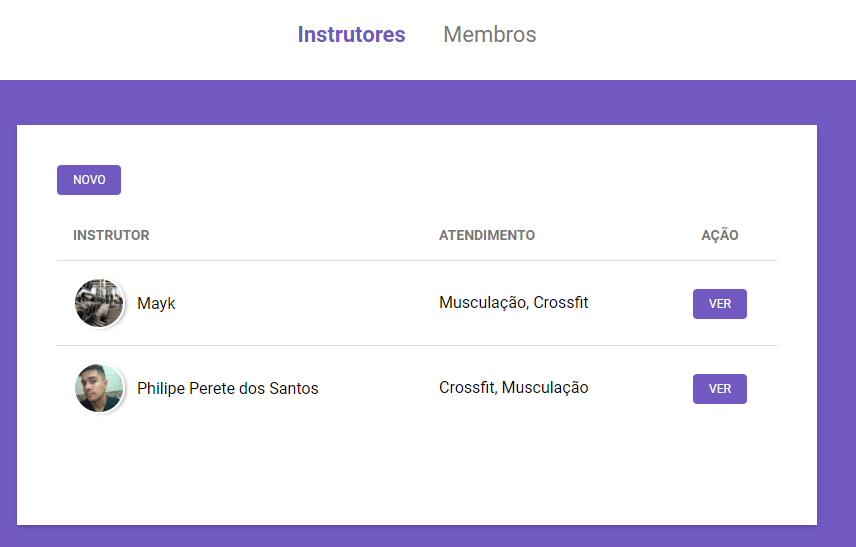 Instrutores Membros
NOVO
INSTRUTOR ATENDIMENTO AÇÃO
Mayk Musculação, Crossfit VER
Philipe Perete dos Santos Crossfit, Musculação VER